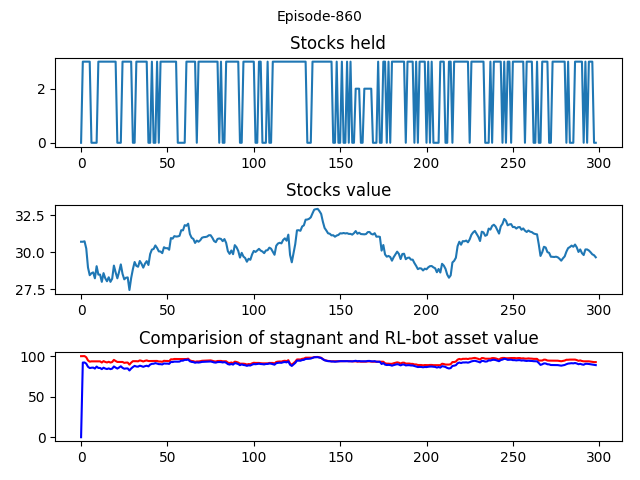 Episode-860
Stocks held
2
0
0 50 100 150 200 250 300
Stocks value
32.5
30.0
27.5
0 50 100 150 200 250 300
Comparision of stagnant and RL-bot asset value
100
50
0
0 50 100 150 200 250 300